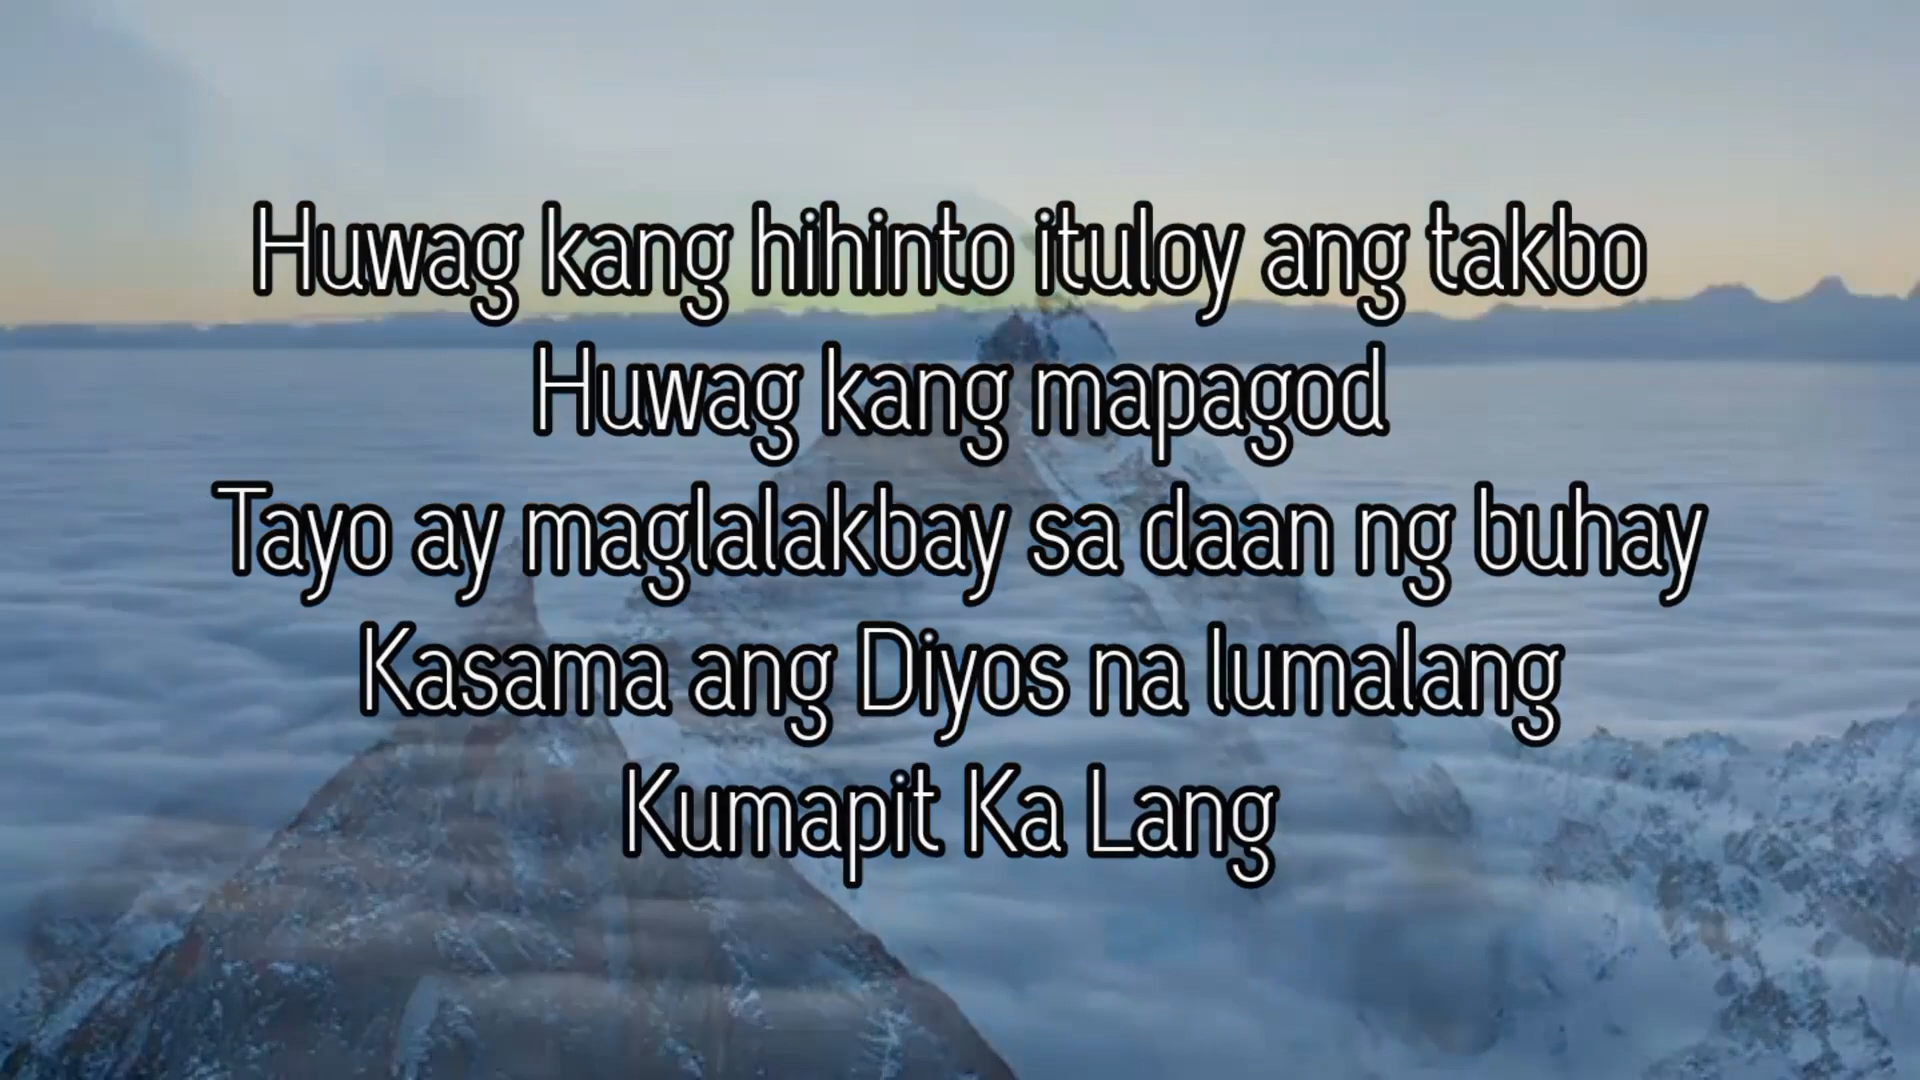 Huwag kang hihinto ituloy ang takbo
Huwag kang mapagod
Tayo ay maglalakbay sa daan ng buhay
Kasama ang Diyos na lumalang
Kumapit Ka Lang